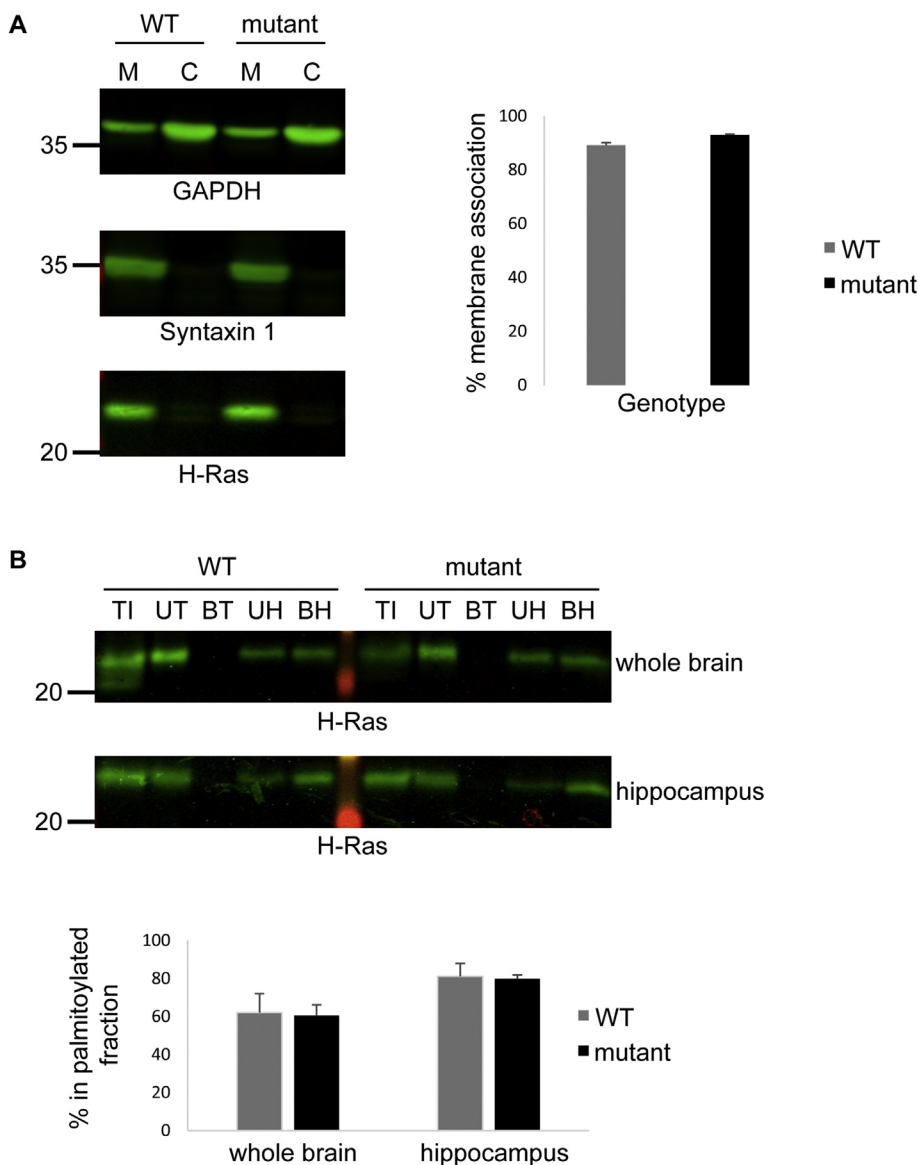 A
WT mutant
M C M C
35
GAPDH
35
Syntaxin 1
20
H-Ras
% membrane association
100
80
60
40
20
0
Genotype
WT
mutant
B
WT mutant
TI UT BT UH BH TI UT BT UH BH
whole brain
20
H-Ras
hippocampus
20
H-Ras
% in palmitoylated
fraction
100
80
60
40
20
0
whole brain hippocampus
WT
mutant